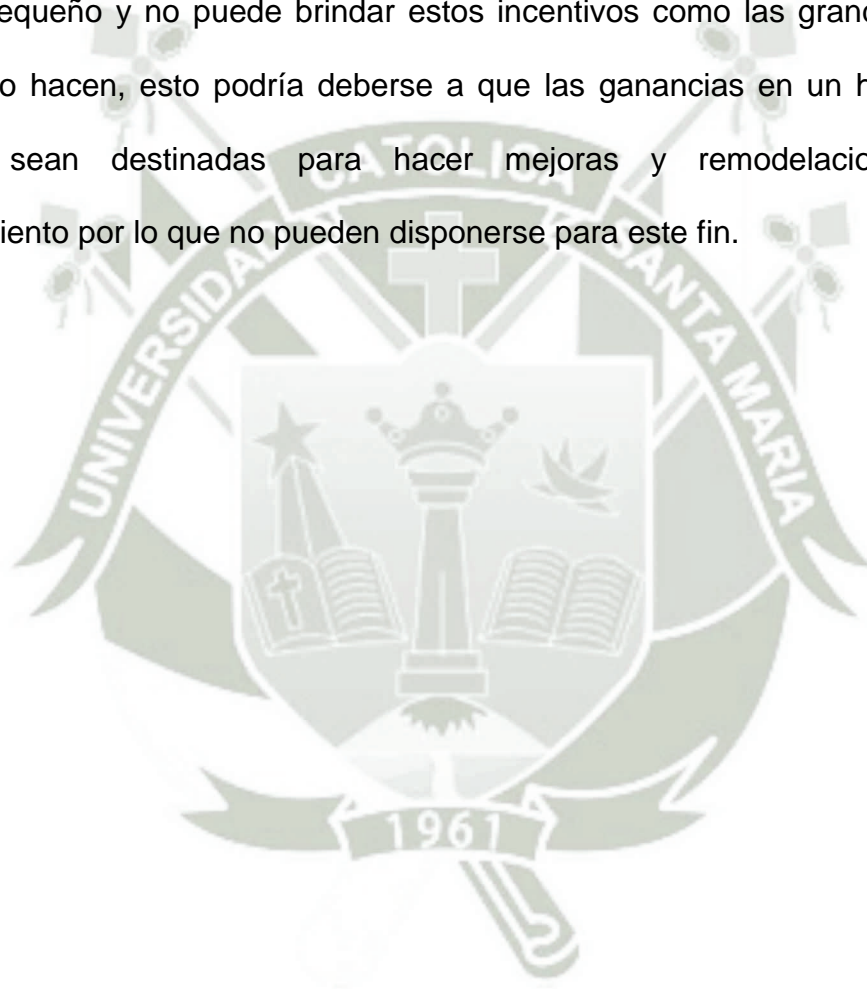 equeño y no puede brindar estos incentivos como las granc
o hacen, esto podría deberse a que las ganancias en un h
sean destinadas para hacer mejoras y remodelacio
iento por lo que no pueden disponerse para este fin.
UNIVERSIDAD CATOLICA SANTA MARIA
1961